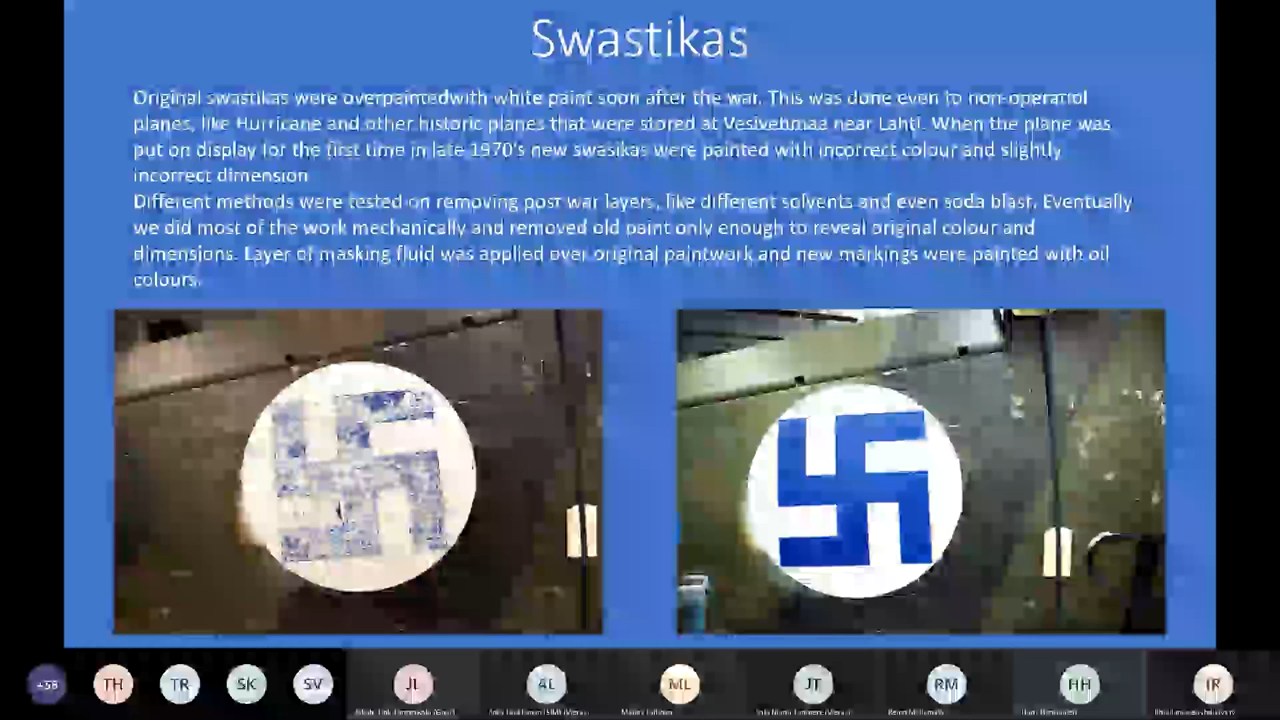 Swastikas
Original swastikas were overpaintedwith white paint soon after the war. This was done even to non-operatiol
planes, like Hurricane and other historic planes that were stored at Vesivehmaa near Lahti. When the plane was
put on display for the first time in late 1970's new swasikas were painted with incorrect colour and slightly
incorrect dimension
Different methods were tested on removing post war layers, like different solvents and even soda blast. Eventually
we did most of the work mechanically and removed old paint only enough to reveal original colour and
dimensions. Layer of masking fluid was applied over original paintwork and new markings were painted with oil
colours.
TH TR SK SV JL AL ML JT RM HH IR